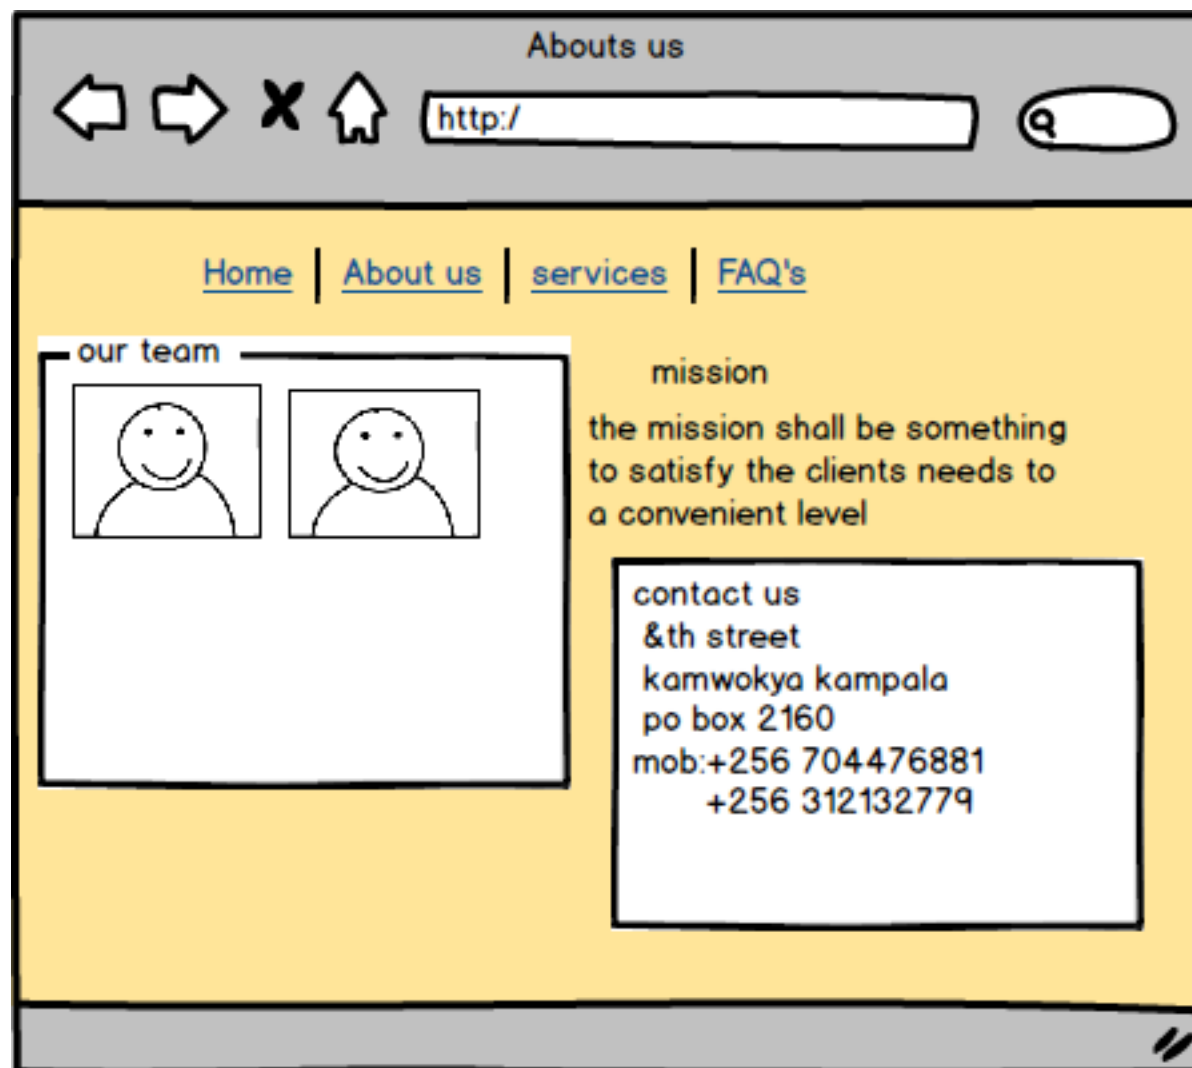 Abouts us
http:/
Home About us services FAQ's
our team
mission
the mission shall be something
to satisfy the clients needs to
a convenient level
contact us
&th street
kamwokya kampala
po box 2160
mob:+256 704476881
+256 312132779